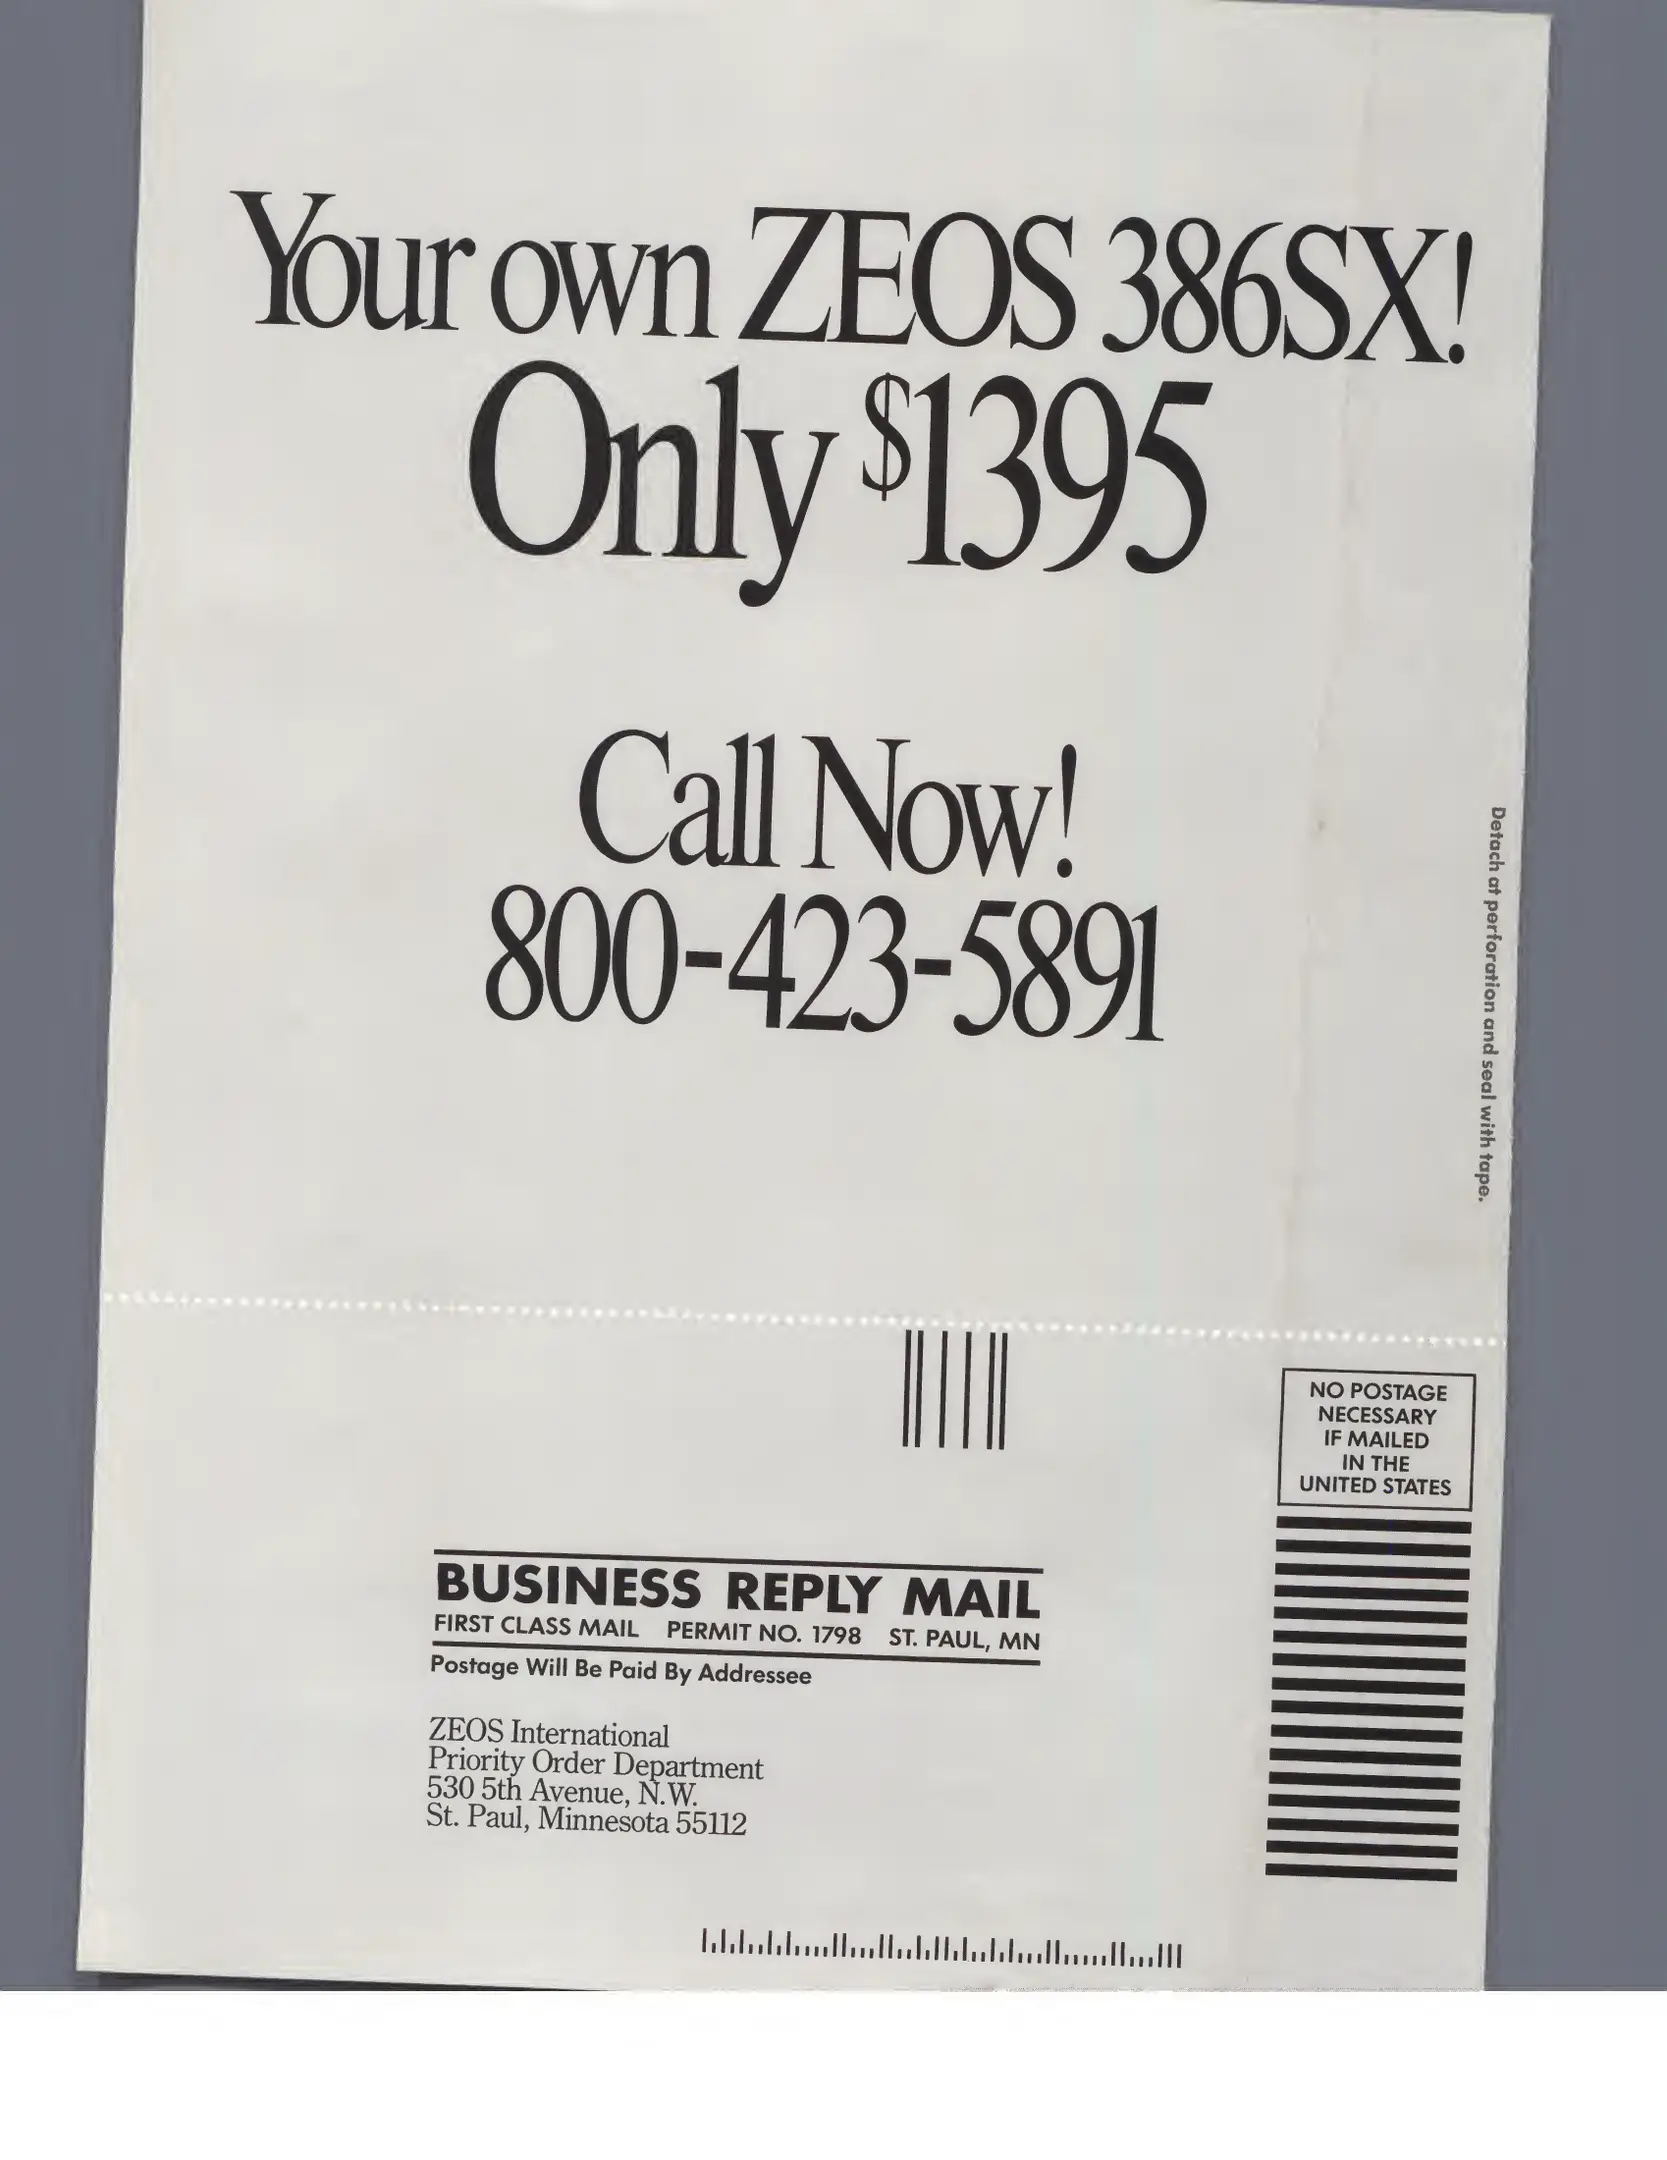 Your own ZEOS 386SX!
Only $1395
Call Now!
800-423-5891
Detach at perforation and seal with tape.
NO POSTAGE
NECESSARY
IF MAILED
IN THE
UNITED STATES
BUSINESS REPLY MAIL
FIRST CLASS MAIL PERMIT NO. 1798 ST. PAUL, MN
Postage Will Be Paid By Addressee
ZEOS International
Priority Order Department
530 5th Avenue, N.W.
St. Paul, Minnesota 55112